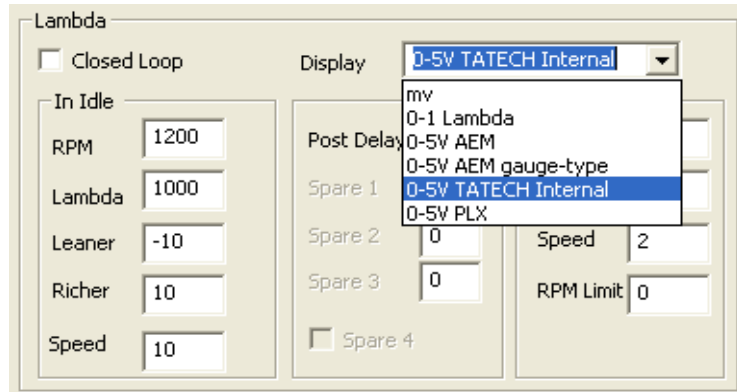 Lambda
Closed Loop
Display
0-5V TATECH Internal
mv
0-1 Lambda
0-5V AEM
0-5V AEM gauge-type
0-5V TATECH Internal
0-5V PLX
In Idle
RPM
1200
Lambda
1000
Leaner
-10
Richer
10
Speed
10
Post Delay
Spare 1
Spare 2
0
Spare 3
0
Spare 4
Speed
2
RPM Limit
0